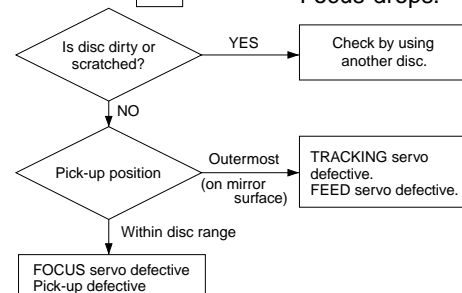 Focus drops.
Is disc dirty or
scratched?
YES
Check by using
another disc.
NO
Pick-up position
Outermost
(on mirror
surface)
TRACKING servo
defective.
FEED servo defective.
Within disc range
FOCUS servo defective
Pick-up defective